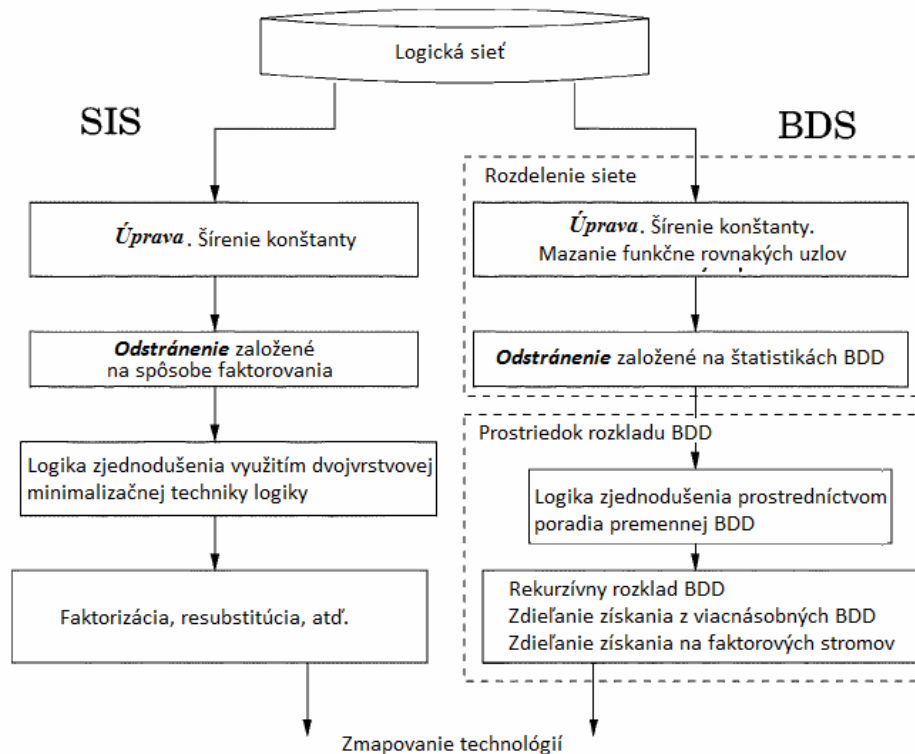 Logická sieť
SIS
BDS
Úprava. Šírenie konštanty
Odstránenie založené
na spôsobe faktorovania
Logika zjednodušenia využitím dvojvrstvovej
minimalizačnej techniky logiky
Faktorizácia, resubstitúcia, atď.
Rozdelenie siete
Úprava. Šírenie konštanty.
Mazanie funkčne rovnakých uzlov
Odstránenie založené na štatistikách BDD
Prostriedok rozkladu BDD
Logika zjednodušenia prostredníctvom
poradia premennej BDD
Rekurzívny rozklad BDD
Zdieľanie získania z viacnásobných BDD
Zdieľanie získania na faktorových stromov
Zmapovanie technológií